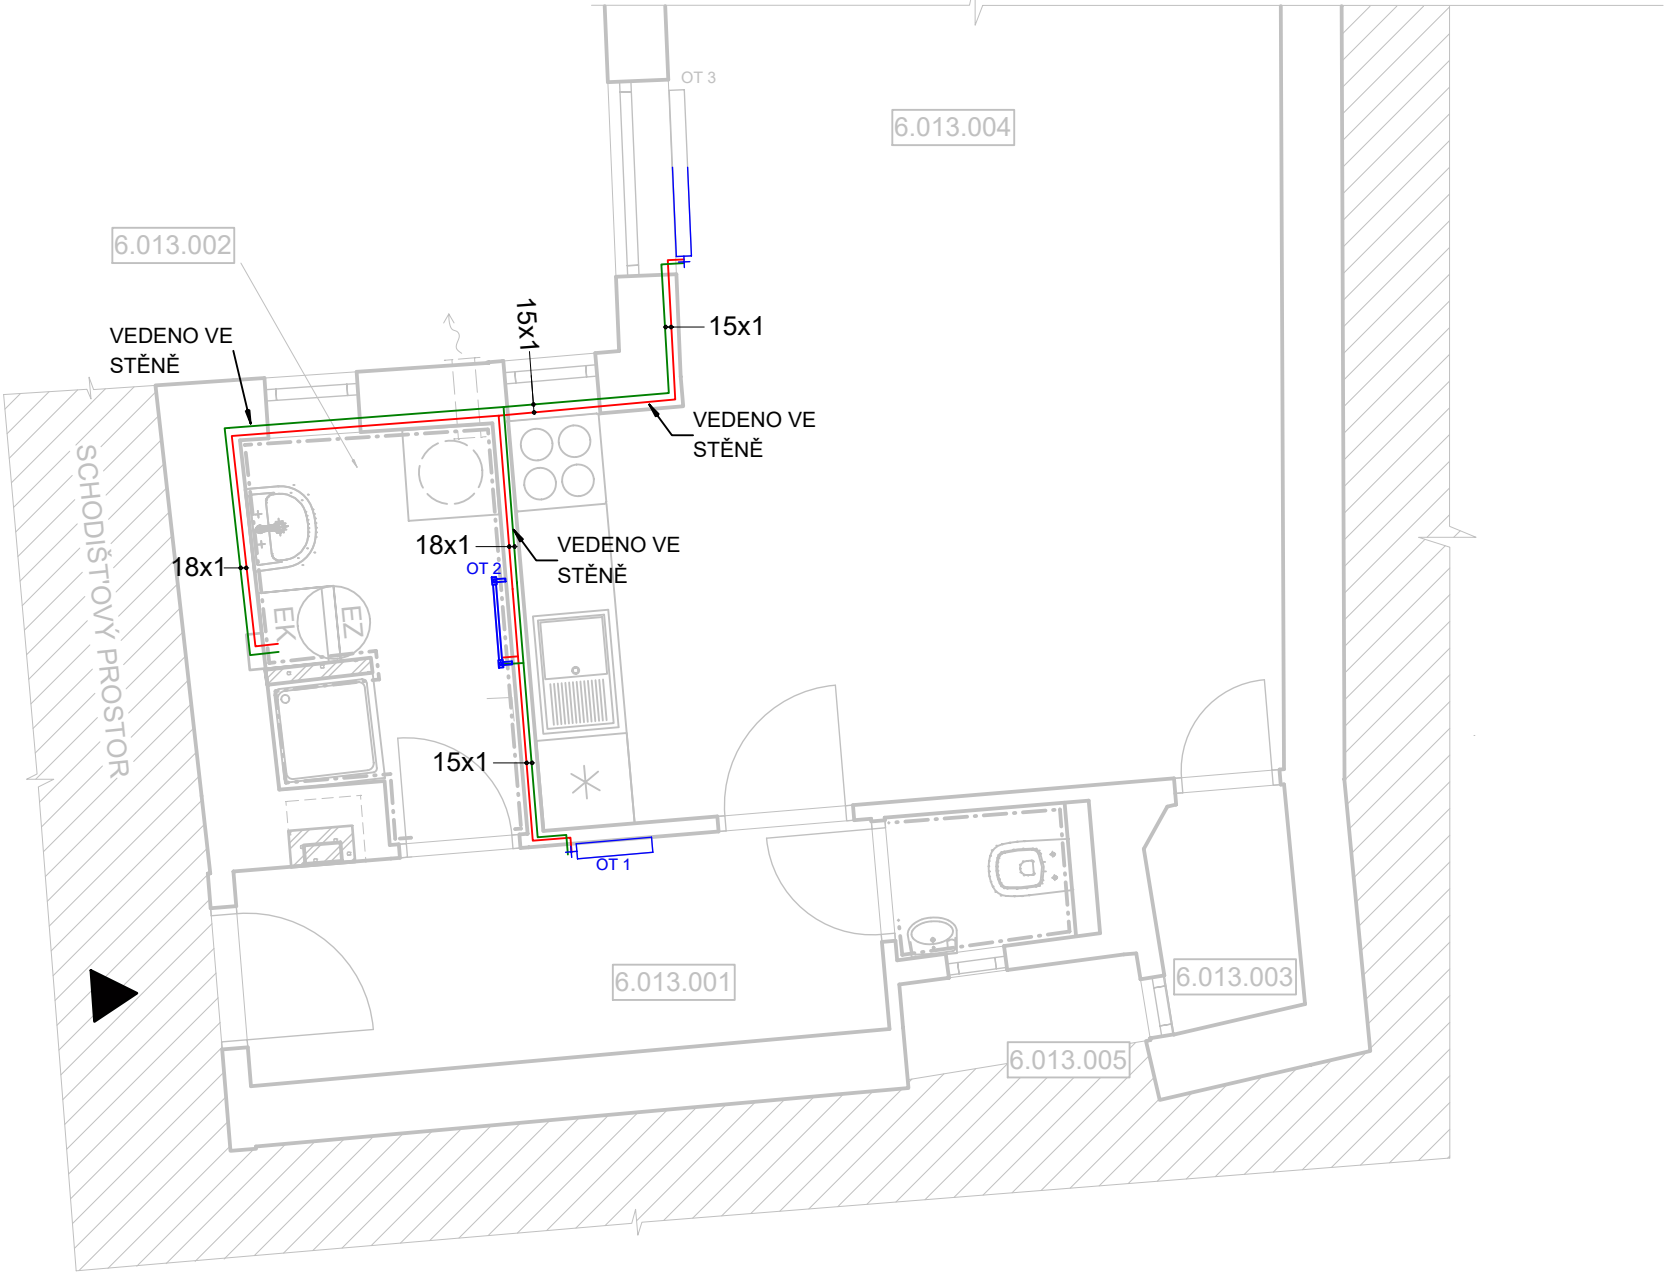 OT 3
6.013.004
6.013.002
VEDENO VE
STĚNĚ
15x1
15x1
VEDENO VE
STĚNĚ
SCHODIŠŤOVÝ PROSTOR
18x1
VEDENO VE
STĚNĚ
OT 2
18x1
EK
EZ
15x1
OT 1
6.013.001
6.013.003
6.013.005